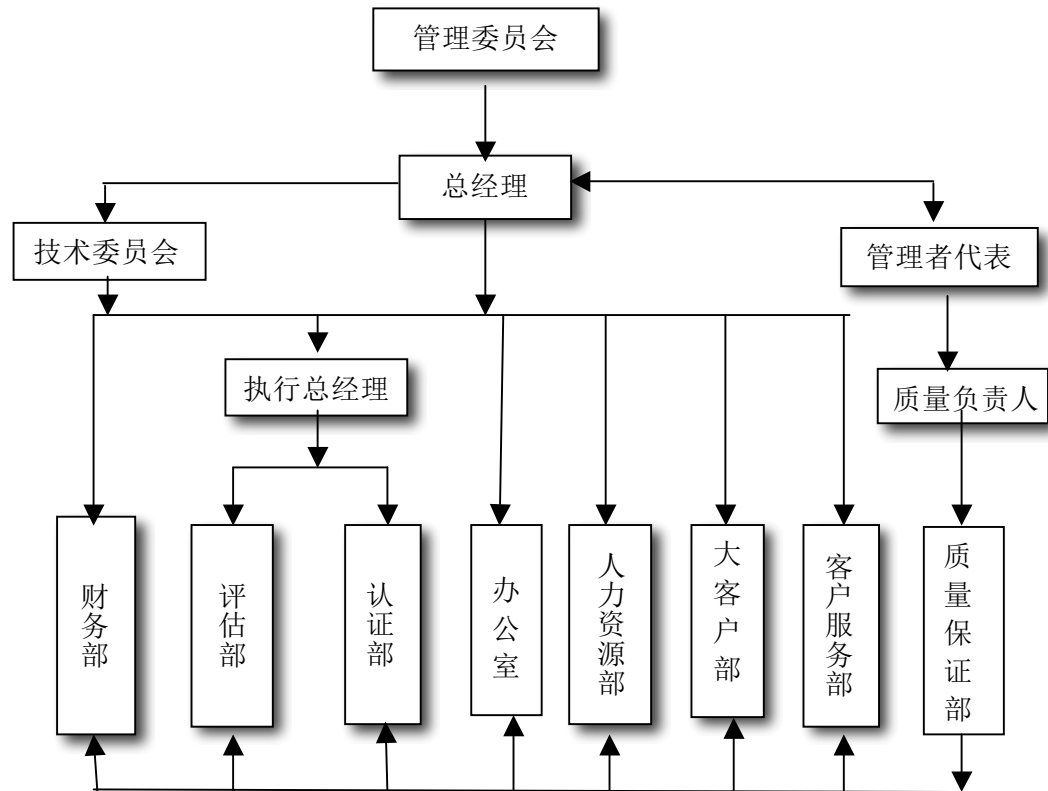 管理委员会
总经理
技术委员会
管理者代表
执行总经理
质量负责人
财务部
评估部
认证部
办公室
人力资源部
大客户部
客户服务部
质量保证部